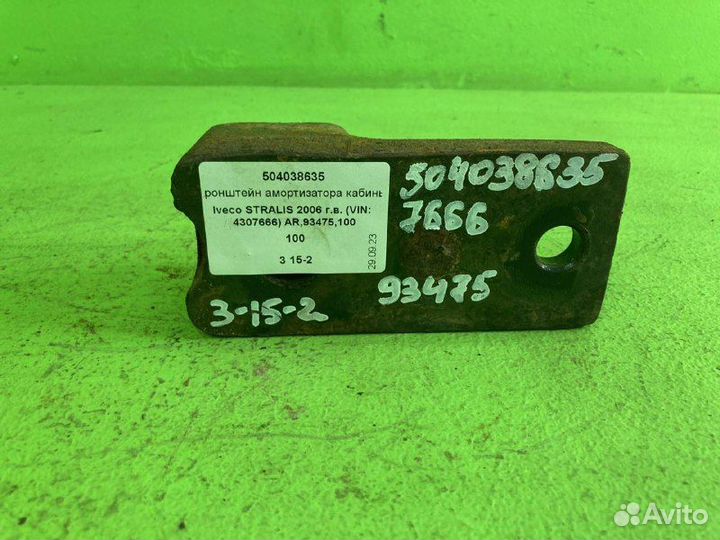 504038635
ронштейн амортизатора кабинь
Iveco STRALIS 2006 г.в. (VIN:
4307666) AR,93475,100
100
3 15-2
29.09.23
504038635
7666
93475
3-15-2
Avito